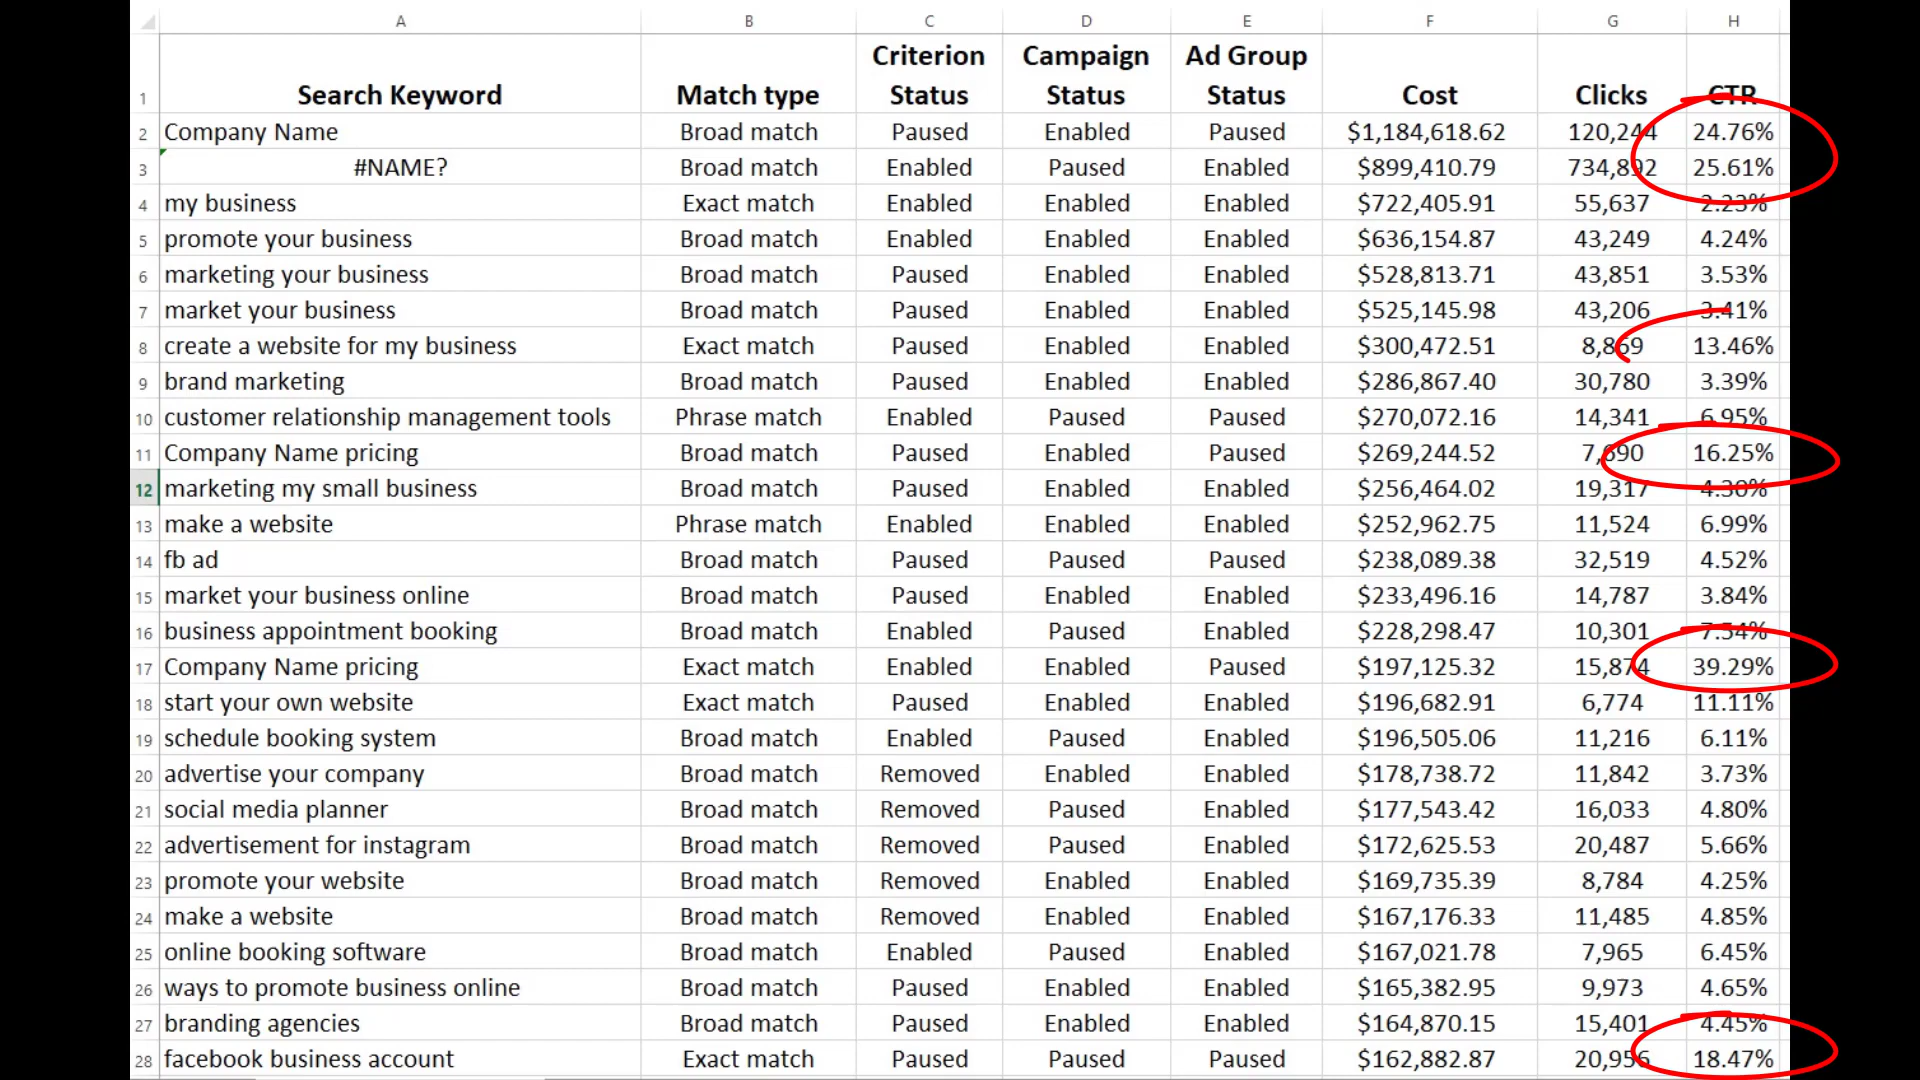 A B C D E F G H
1 Search Keyword Match type Criterion Status Campaign Status Ad Group Status Cost Clicks CTR
2 Company Name Broad match Paused Enabled Paused $1,184,618.62 120,244 24.76%
3 #NAME? Broad match Enabled Paused Enabled $899,410.79 734,892 25.61%
4 my business Exact match Enabled Enabled Enabled $722,405.91 55,637 2.23%
5 promote your business Broad match Enabled Enabled Enabled $636,154.87 43,249 4.24%
6 marketing your business Broad match Paused Enabled Enabled $528,813.71 43,851 3.53%
7 market your business Broad match Paused Enabled Enabled $525,145.98 43,206 3.41%
8 create a website for my business Exact match Paused Enabled Enabled $300,472.51 8,869 13.46%
9 brand marketing Broad match Paused Enabled Enabled $286,867.40 30,780 3.39%
10 customer relationship management tools Phrase match Enabled Paused Paused $270,072.16 14,341 6.95%
11 Company Name pricing Broad match Paused Enabled Paused $269,244.52 7,690 16.25%
12 marketing my small business Broad match Paused Enabled Enabled $256,464.02 19,317 4.30%
13 make a website Phrase match Enabled Enabled Enabled $252,962.75 11,524 6.99%
14 fb ad Broad match Paused Paused Paused $238,089.38 32,519 4.52%
15 market your business online Broad match Paused Enabled Enabled $233,496.16 14,787 3.84%
16 business appointment booking Broad match Enabled Paused Enabled $228,298.47 10,301 7.54%
17 Company Name pricing Exact match Enabled Enabled Paused $197,125.32 15,874 39.29%
18 start your own website Exact match Paused Enabled Enabled $196,682.91 6,774 11.11%
19 schedule booking system Broad match Enabled Paused Enabled $196,505.06 11,216 6.11%
20 advertise your company Broad match Removed Enabled Enabled $178,738.72 11,842 3.73%
21 social media planner Broad match Removed Paused Enabled $177,543.42 16,033 4.80%
22 advertisement for instagram Broad match Removed Paused Enabled $172,625.53 20,487 5.66%
23 promote your website Broad match Removed Enabled Enabled $169,735.39 8,784 4.25%
24 make a website Broad match Removed Enabled Enabled $167,176.33 11,485 4.85%
25 online booking software Broad match Enabled Paused Enabled $167,021.78 7,965 6.45%
26 ways to promote business online Broad match Paused Enabled Enabled $165,382.95 9,973 4.65%
27 branding agencies Broad match Paused Enabled Enabled $164,870.15 15,401 4.45%
28 facebook business account Exact match Paused Paused Paused $162,882.87 20,956 18.47%